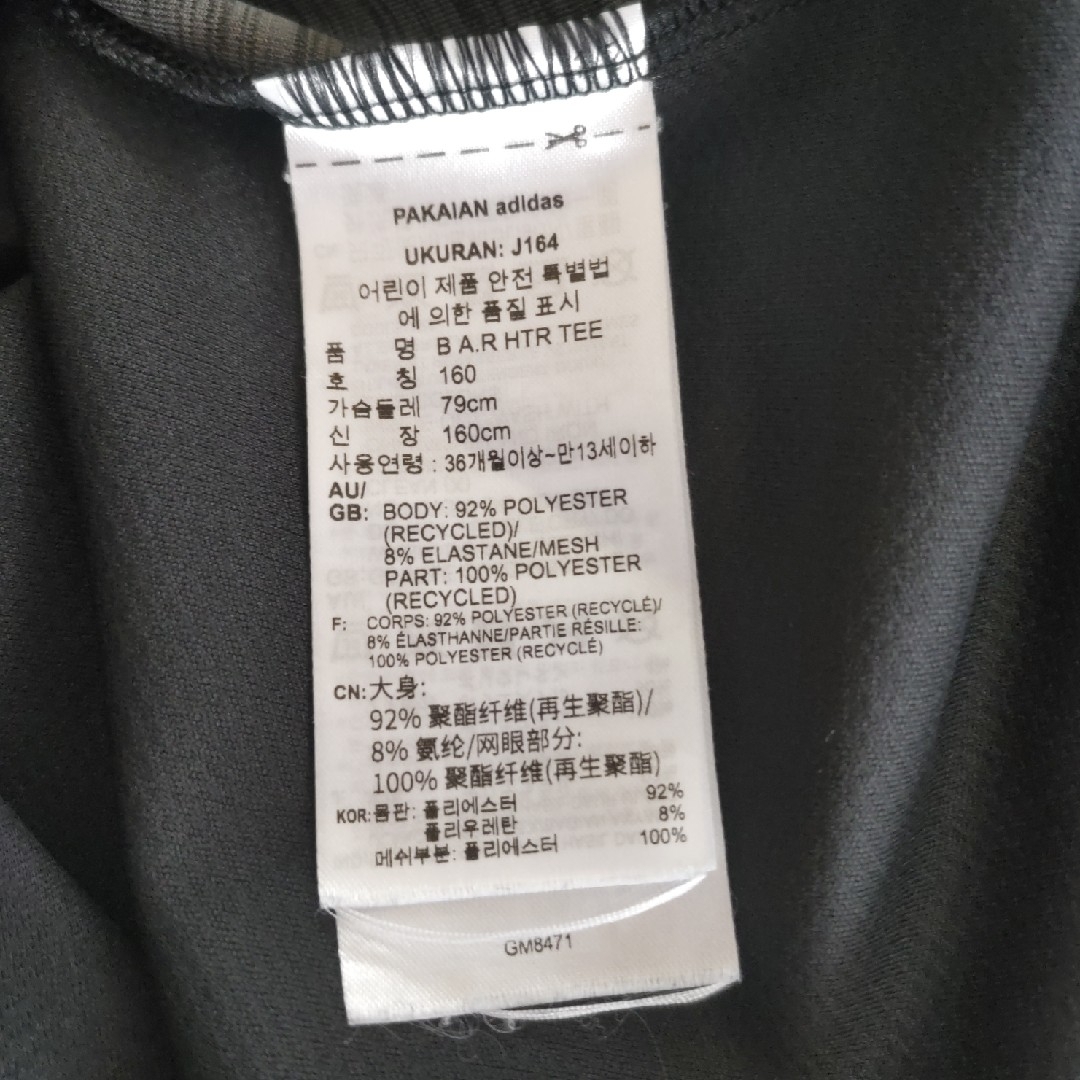 PAKAIAN adidas
UKURAN: J164
어린이 제품 안전 특별법
에 의한 품질 표시
품 명 B A.R HTR TEE
호 칭 160
가슴둘레 79cm
신 장 160cm
사용연령 : 36개월이상~만13세이하
AU/
GB: BODY: 92% POLYESTER
(RECYCLED)/
8% ELASTANE/MESH
PART: 100% POLYESTER
(RECYCLED)
F: CORPS: 92% POLYESTER (RECYCLÉ)/
8% ÉLASTHANNE/PARTIE RÉSILLE:
100% POLYESTER (RECYCLÉ)
CN: 大身:
92% 聚酯纤维(再生聚酯)/
8% 氨纶/网眼部分:
100% 聚酯纤维(再生聚酯)
KOR: 몸판: 폴리에스터 92%
폴리우레탄 8%
메쉬부분: 폴리에스터 100%
GM8471